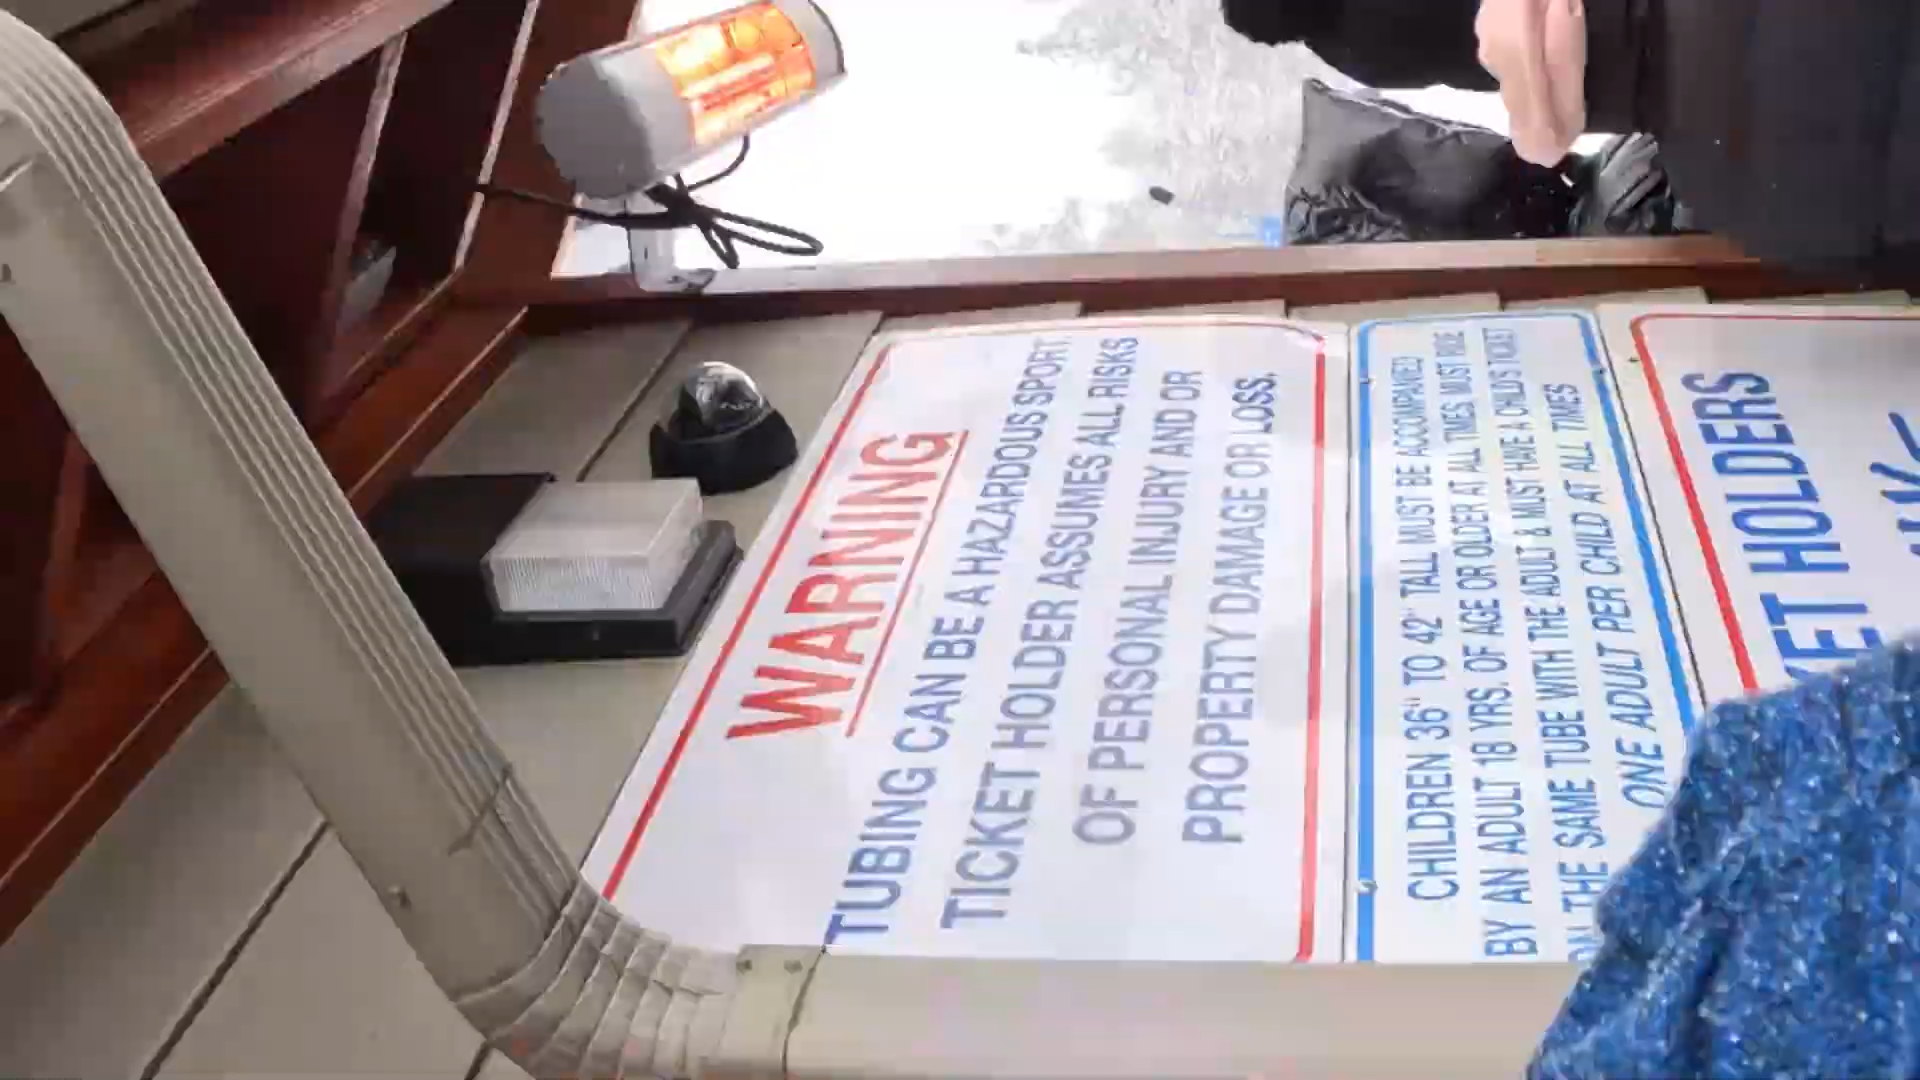 WARNING
TUBING CAN BE A HAZARDOUS SPORT.
TICKET HOLDER ASSUMES ALL RISKS
OF PERSONAL INJURY AND OR
PROPERTY DAMAGE OR LOSS.
CHILDREN 36" TO 42" TALL MUST BE ACCOMPANIED
BY AN ADULT 18 YRS. OF AGE OR OLDER AT ALL TIMES MUST RIDE
ON THE SAME TUBE WITH THE ADULT & MUST HAVE A CHILD'S TICKET
ONE ADULT PER CHILD AT ALL TIMES
KET HOLDERS